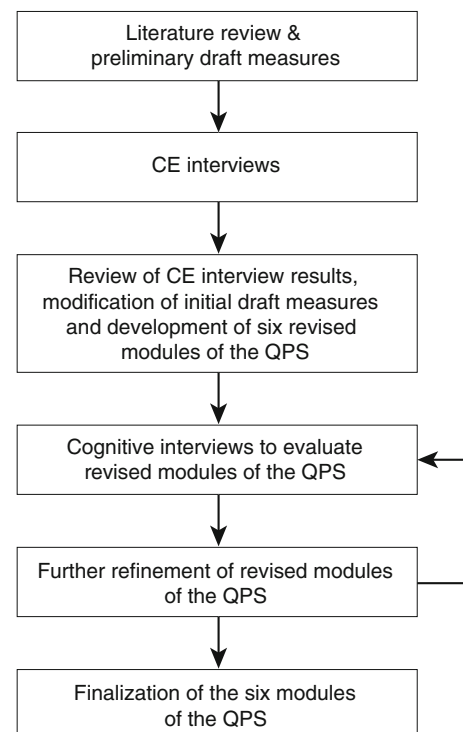 Literature review &
preliminary draft measures
CE interviews
Review of CE interview results,
modification of initial draft measures
and development of six revised
modules of the QPS
Cognitive interviews to evaluate
revised modules of the QPS
Further refinement of revised modules
of the QPS
Finalization of the six modules
of the QPS